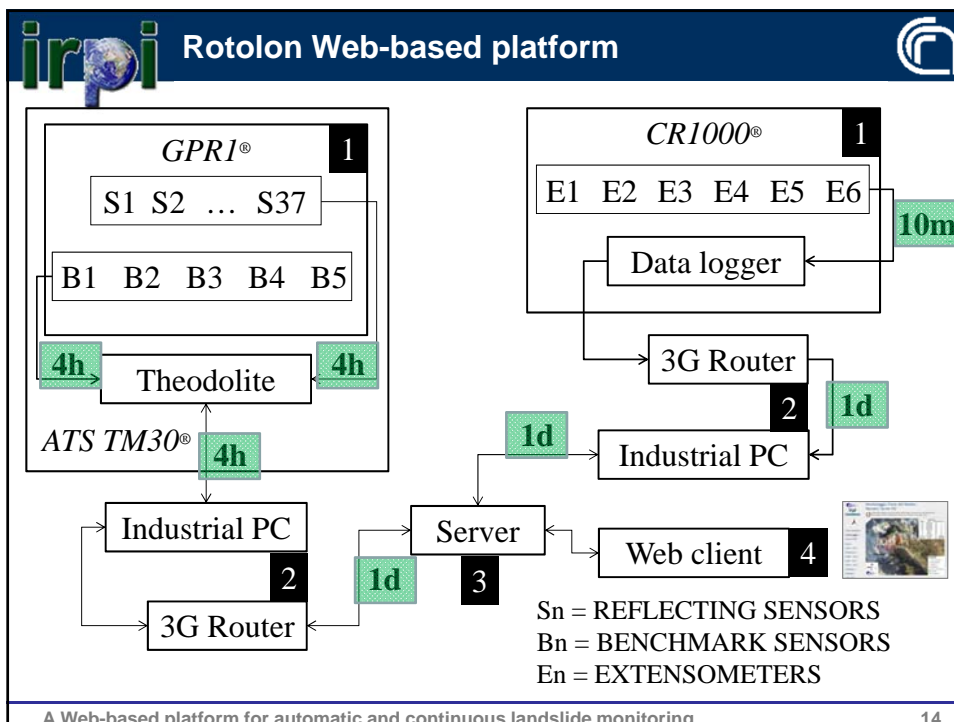 irpi
Rotolon Web-based platform
GPR1®
1
S1 S2 … S37
B1 B2 B3 B4 B5
4h
Theodolite
4h
ATS TM30®
4h
Industrial PC
2
3G Router
1d
CR1000®
1
E1 E2 E3 E4 E5 E6
10m
Data logger
3G Router
2
1d
1d
Industrial PC
Server
3
Web client
4
Sn = REFLECTING SENSORS
Bn = BENCHMARK SENSORS
En = EXTENSOMETERS
A Web-based platform for automatic and continuous landslide monitoring
14